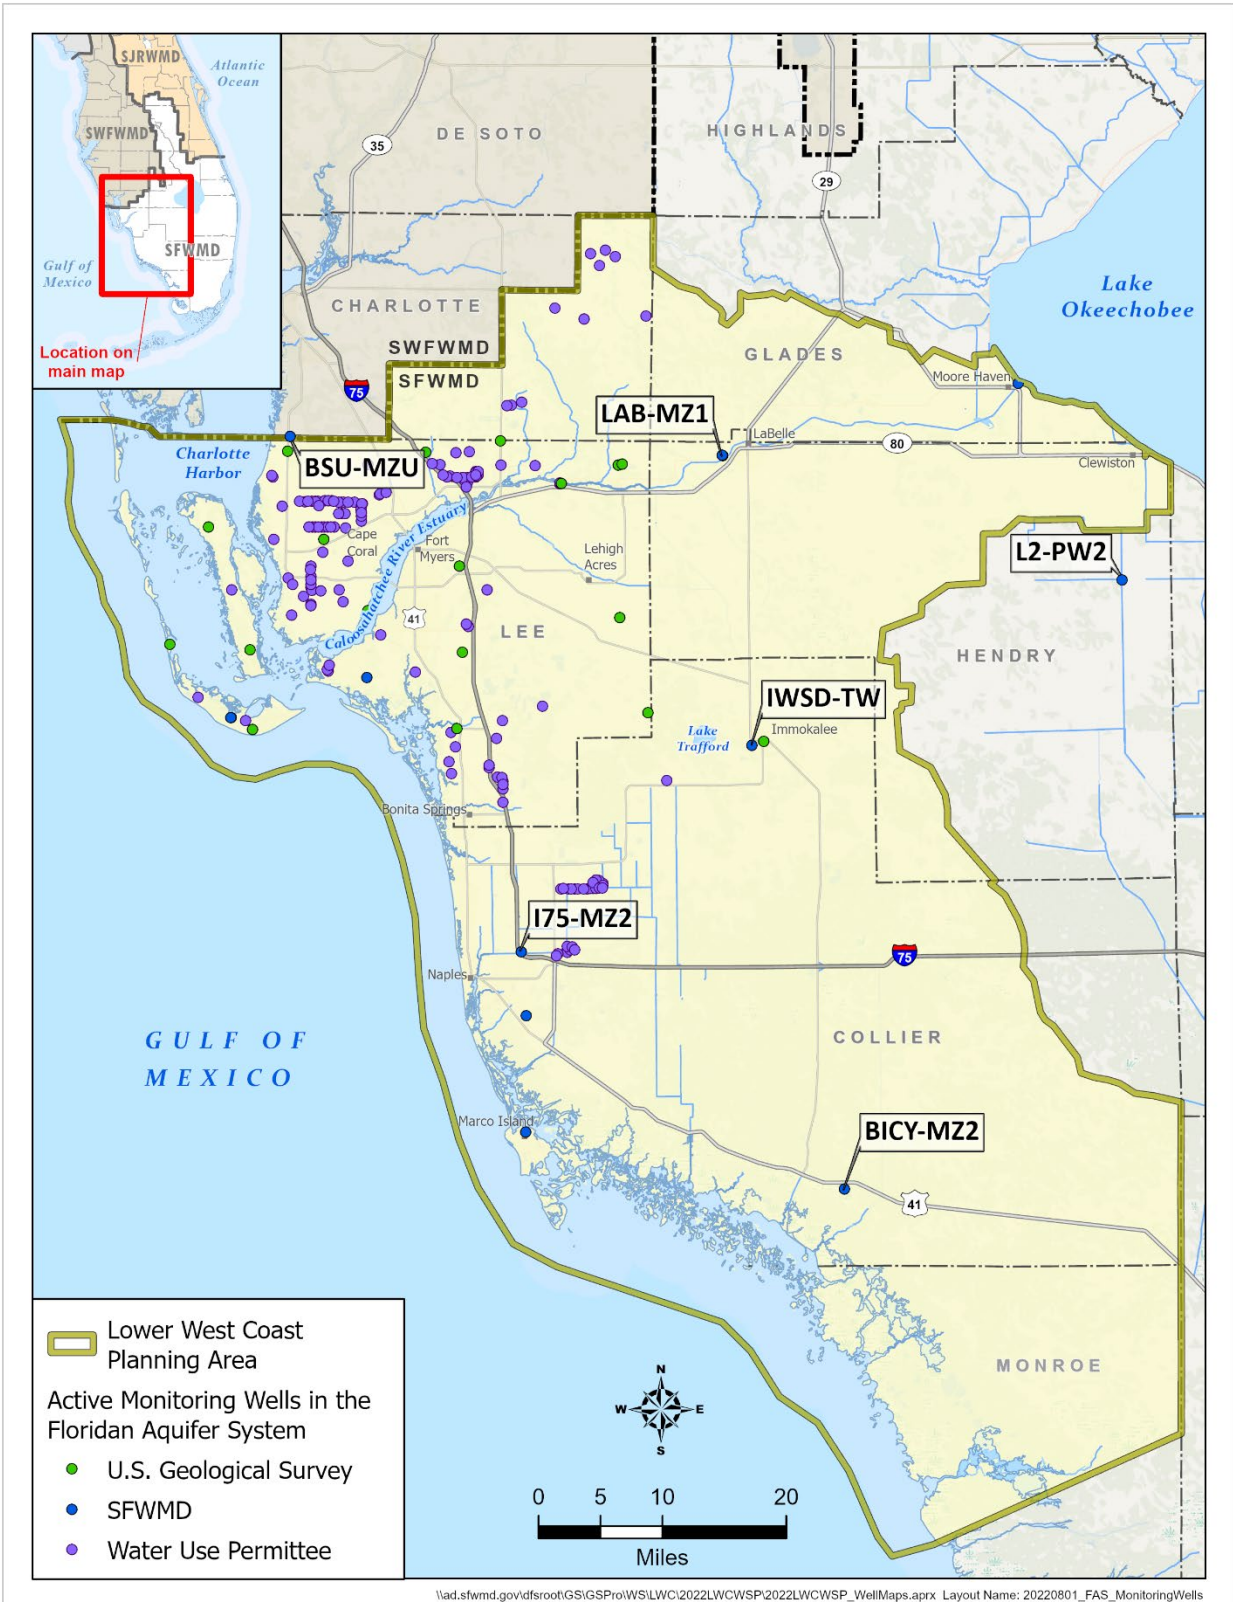 SJRWMD
Atlantic
Ocean
SWFWMD
SFWMD
Gulf of
Mexico
Location on
main map
DE SOTO
HIGHLANDS
35
29
CHARLOTTE
SWFWMD
SFWMD
75
Lake
Okeechobee
GLADES
Moore Haven
LAB-MZ1
LaBelle
80
Clewiston
Charlotte
Harbor
BSU-MZU
Cape
Coral
Caloosahatchee River Estuary
Fort
Myers
Lehigh
Acres
41
LEE
L2-PW2
HENDRY
IWSD-TW
Immokalee
Lake
Trafford
Bonita Springs
I75-MZ2
75
Naples
GULF OF
MEXICO
COLLIER
Marco Island
BICY-MZ2
41
MONROE
Lower West Coast
Planning Area
Active Monitoring Wells in the
Floridan Aquifer System
U.S. Geological Survey
SFWMD
Water Use Permittee
N
W E
S
0 5 10 20
Miles
\\ad.sfwmd.gov\dfsroot\GS\GSPro\WS\LWC\2022LWCWSP\2022LWCWSP_WellMaps.aprx Layout Name: 20220801_FAS_MonitoringWells